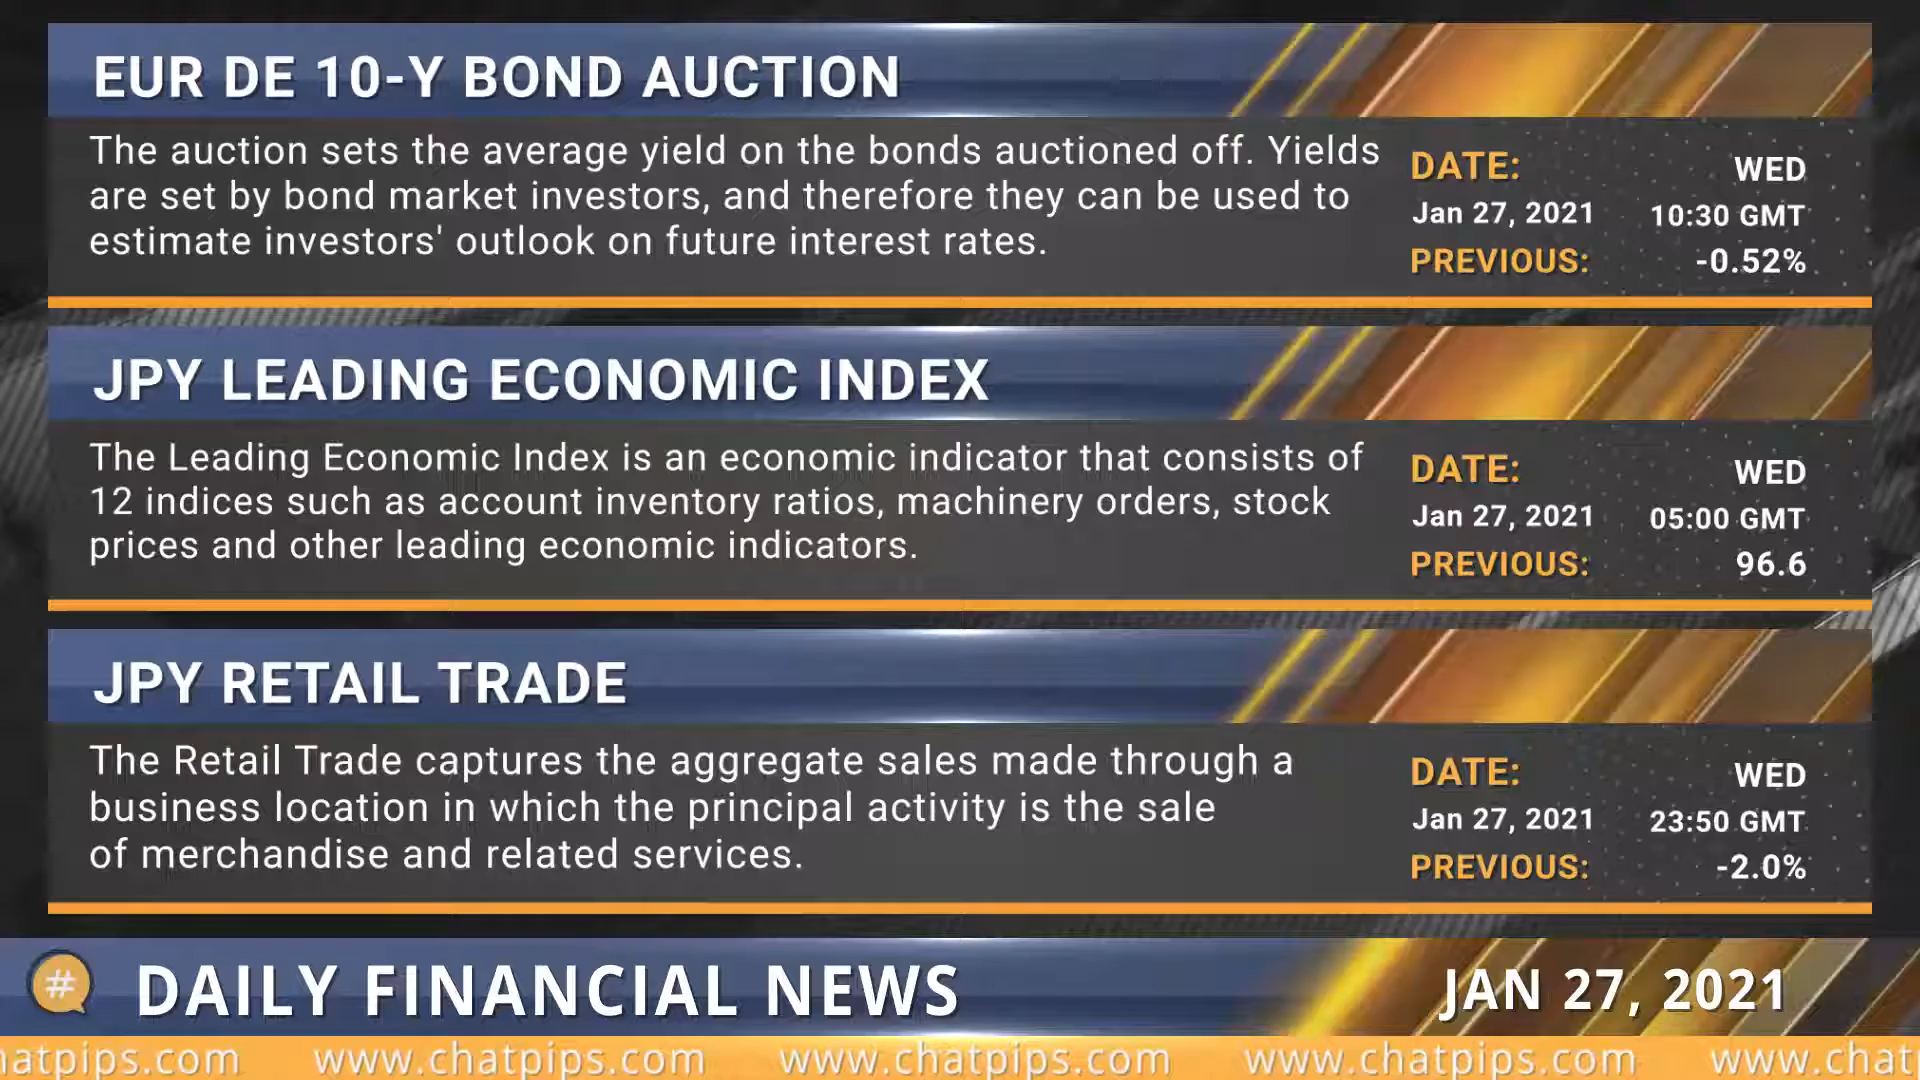 EUR DE 10-Y BOND AUCTION
The auction sets the average yield on the bonds auctioned off. Yields
are set by bond market investors, and therefore they can be used to
estimate investors' outlook on future interest rates.
DATE: WED
Jan 27, 2021 10:30 GMT
PREVIOUS: -0.52%
JPY LEADING ECONOMIC INDEX
The Leading Economic Index is an economic indicator that consists of
12 indices such as account inventory ratios, machinery orders, stock
prices and other leading economic indicators.
DATE: WED
Jan 27, 2021 05:00 GMT
PREVIOUS: 96.6
JPY RETAIL TRADE
The Retail Trade captures the aggregate sales made through a
business location in which the principal activity is the sale
of merchandise and related services.
DATE: WED
Jan 27, 2021 23:50 GMT
PREVIOUS: -2.0%
# DAILY FINANCIAL NEWS JAN 27, 2021
hatpips.com www.chatpips.com www.chatpips.com www.chatpips.com www.chat